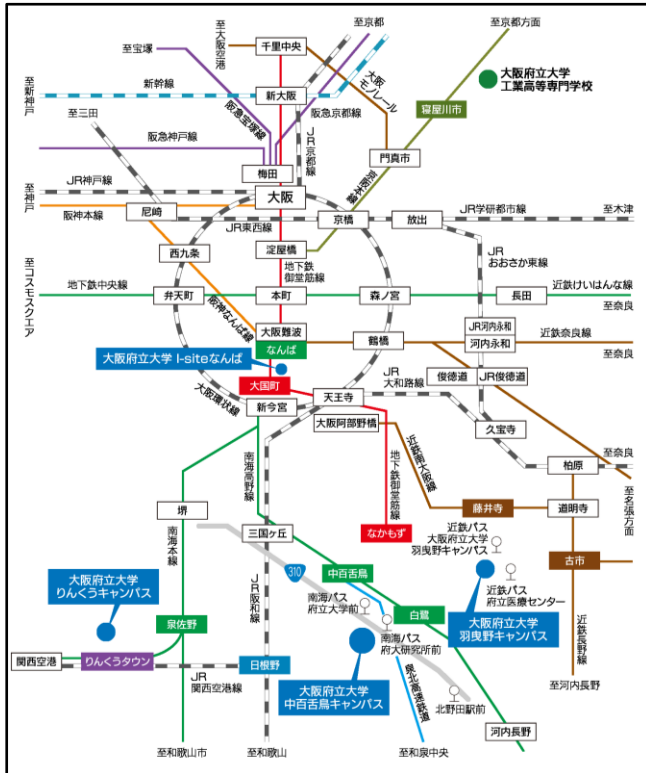 至京都
至京都方面
至大阪空港
千里中央
至宝塚
大阪府立大学
工業高等専門学校
新幹線
新大阪
大阪モノレール
至新神戸
阪急宝塚線
阪急京都線
寝屋川市
至三田
JR京都線
阪急神戸線
門真市
梅田
京阪本線
JR神戸線
大阪
至神戸
阪神本線
尼崎
京橋
放出
JR学研都市線
至木津
JR東西線
西九条
淀屋橋
JR
おおさか東線
地下鉄
御堂筋線
至コスモスクエア
地下鉄中央線
弁天町
本町
森ノ宮
長田
近鉄けいはんな線
至奈良
阪神なんば線
大阪難波
JR河内永和
近鉄奈良線
なんば
鶴橋
河内永和
至奈良
大阪府立大学 I-siteなんば
JR
大和路線
俊徳道
JR俊徳道
大国町
天王寺
大阪環状線
新今宮
大阪阿部野橋
久宝寺
至奈良
柏原
南海高野線
近鉄南大阪線
地下鉄御堂筋線
至名張方面
堺
藤井寺
道明寺
南海本線
三国ヶ丘
なかもず
近鉄バス
大阪府立大学
羽曳野キャンパス
古市
310
中百舌鳥
大阪府立大学
りんくうキャンパス
JR阪和線
近鉄バス
府立医療センター
南海バス
府立大学前
白鷺
大阪府立大学
羽曳野キャンパス
泉佐野
南海バス
府大研究所前
近鉄長野線
関西空港
りんくうタウン
日根野
大阪府立大学
中百舌鳥キャンパス
JR
関西空港線
泉北高速鉄道
至河内長野
北野田駅前
河内長野
至和歌山市
至和歌山
至和泉中央